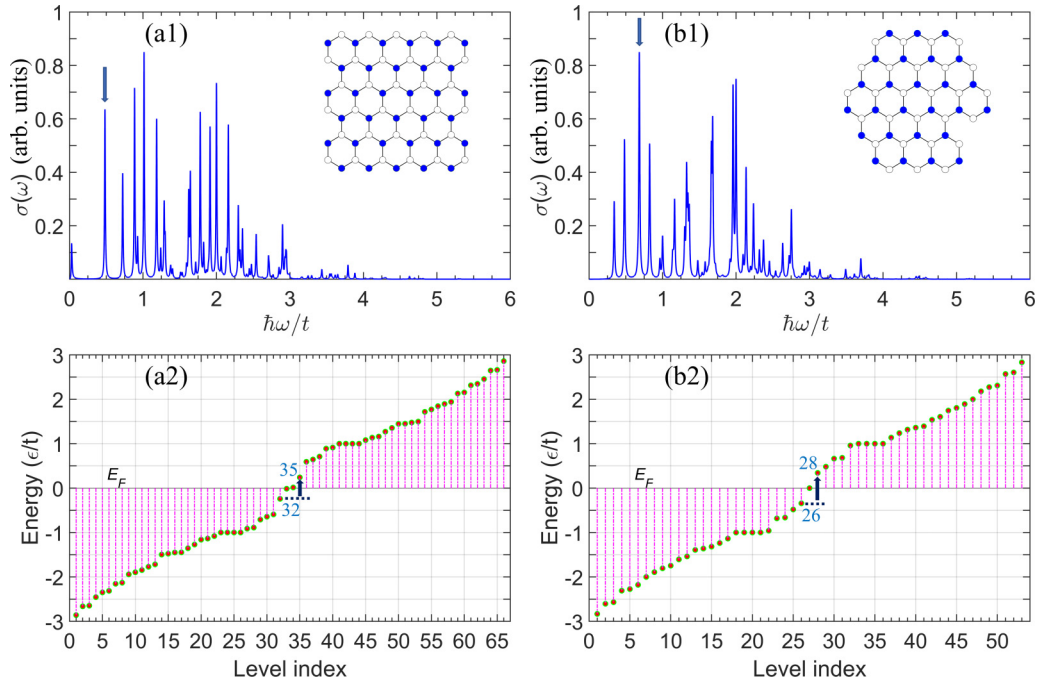 (a1)
σ(ω) (arb. units)
1
0.8
0.6
0.4
0.2
0 1 2 3 4 5 6
ħω/t
(b1)
σ(ω) (arb. units)
1
0.8
0.6
0.4
0.2
0 1 2 3 4 5 6
ħω/t
(a2)
Energy (ϵ/t)
3
2
1
0
-1
-2
-3
E_F
35
32
1 5 10 15 20 25 30 35 40 45 50 55 60 65
Level index
(b2)
Energy (ϵ/t)
3
2
1
0
-1
-2
-3
E_F
28
26
1 5 10 15 20 25 30 35 40 45 50
Level index